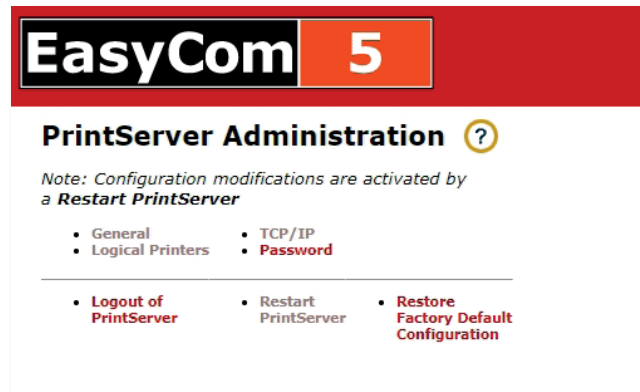 EasyCom 5
PrintServer Administration ?
Note: Configuration modifications are activated by
a Restart PrintServer
General
Logical Printers
TCP/IP
Password
Logout of
PrintServer
Restart
PrintServer
Restore
Factory Default
Configuration